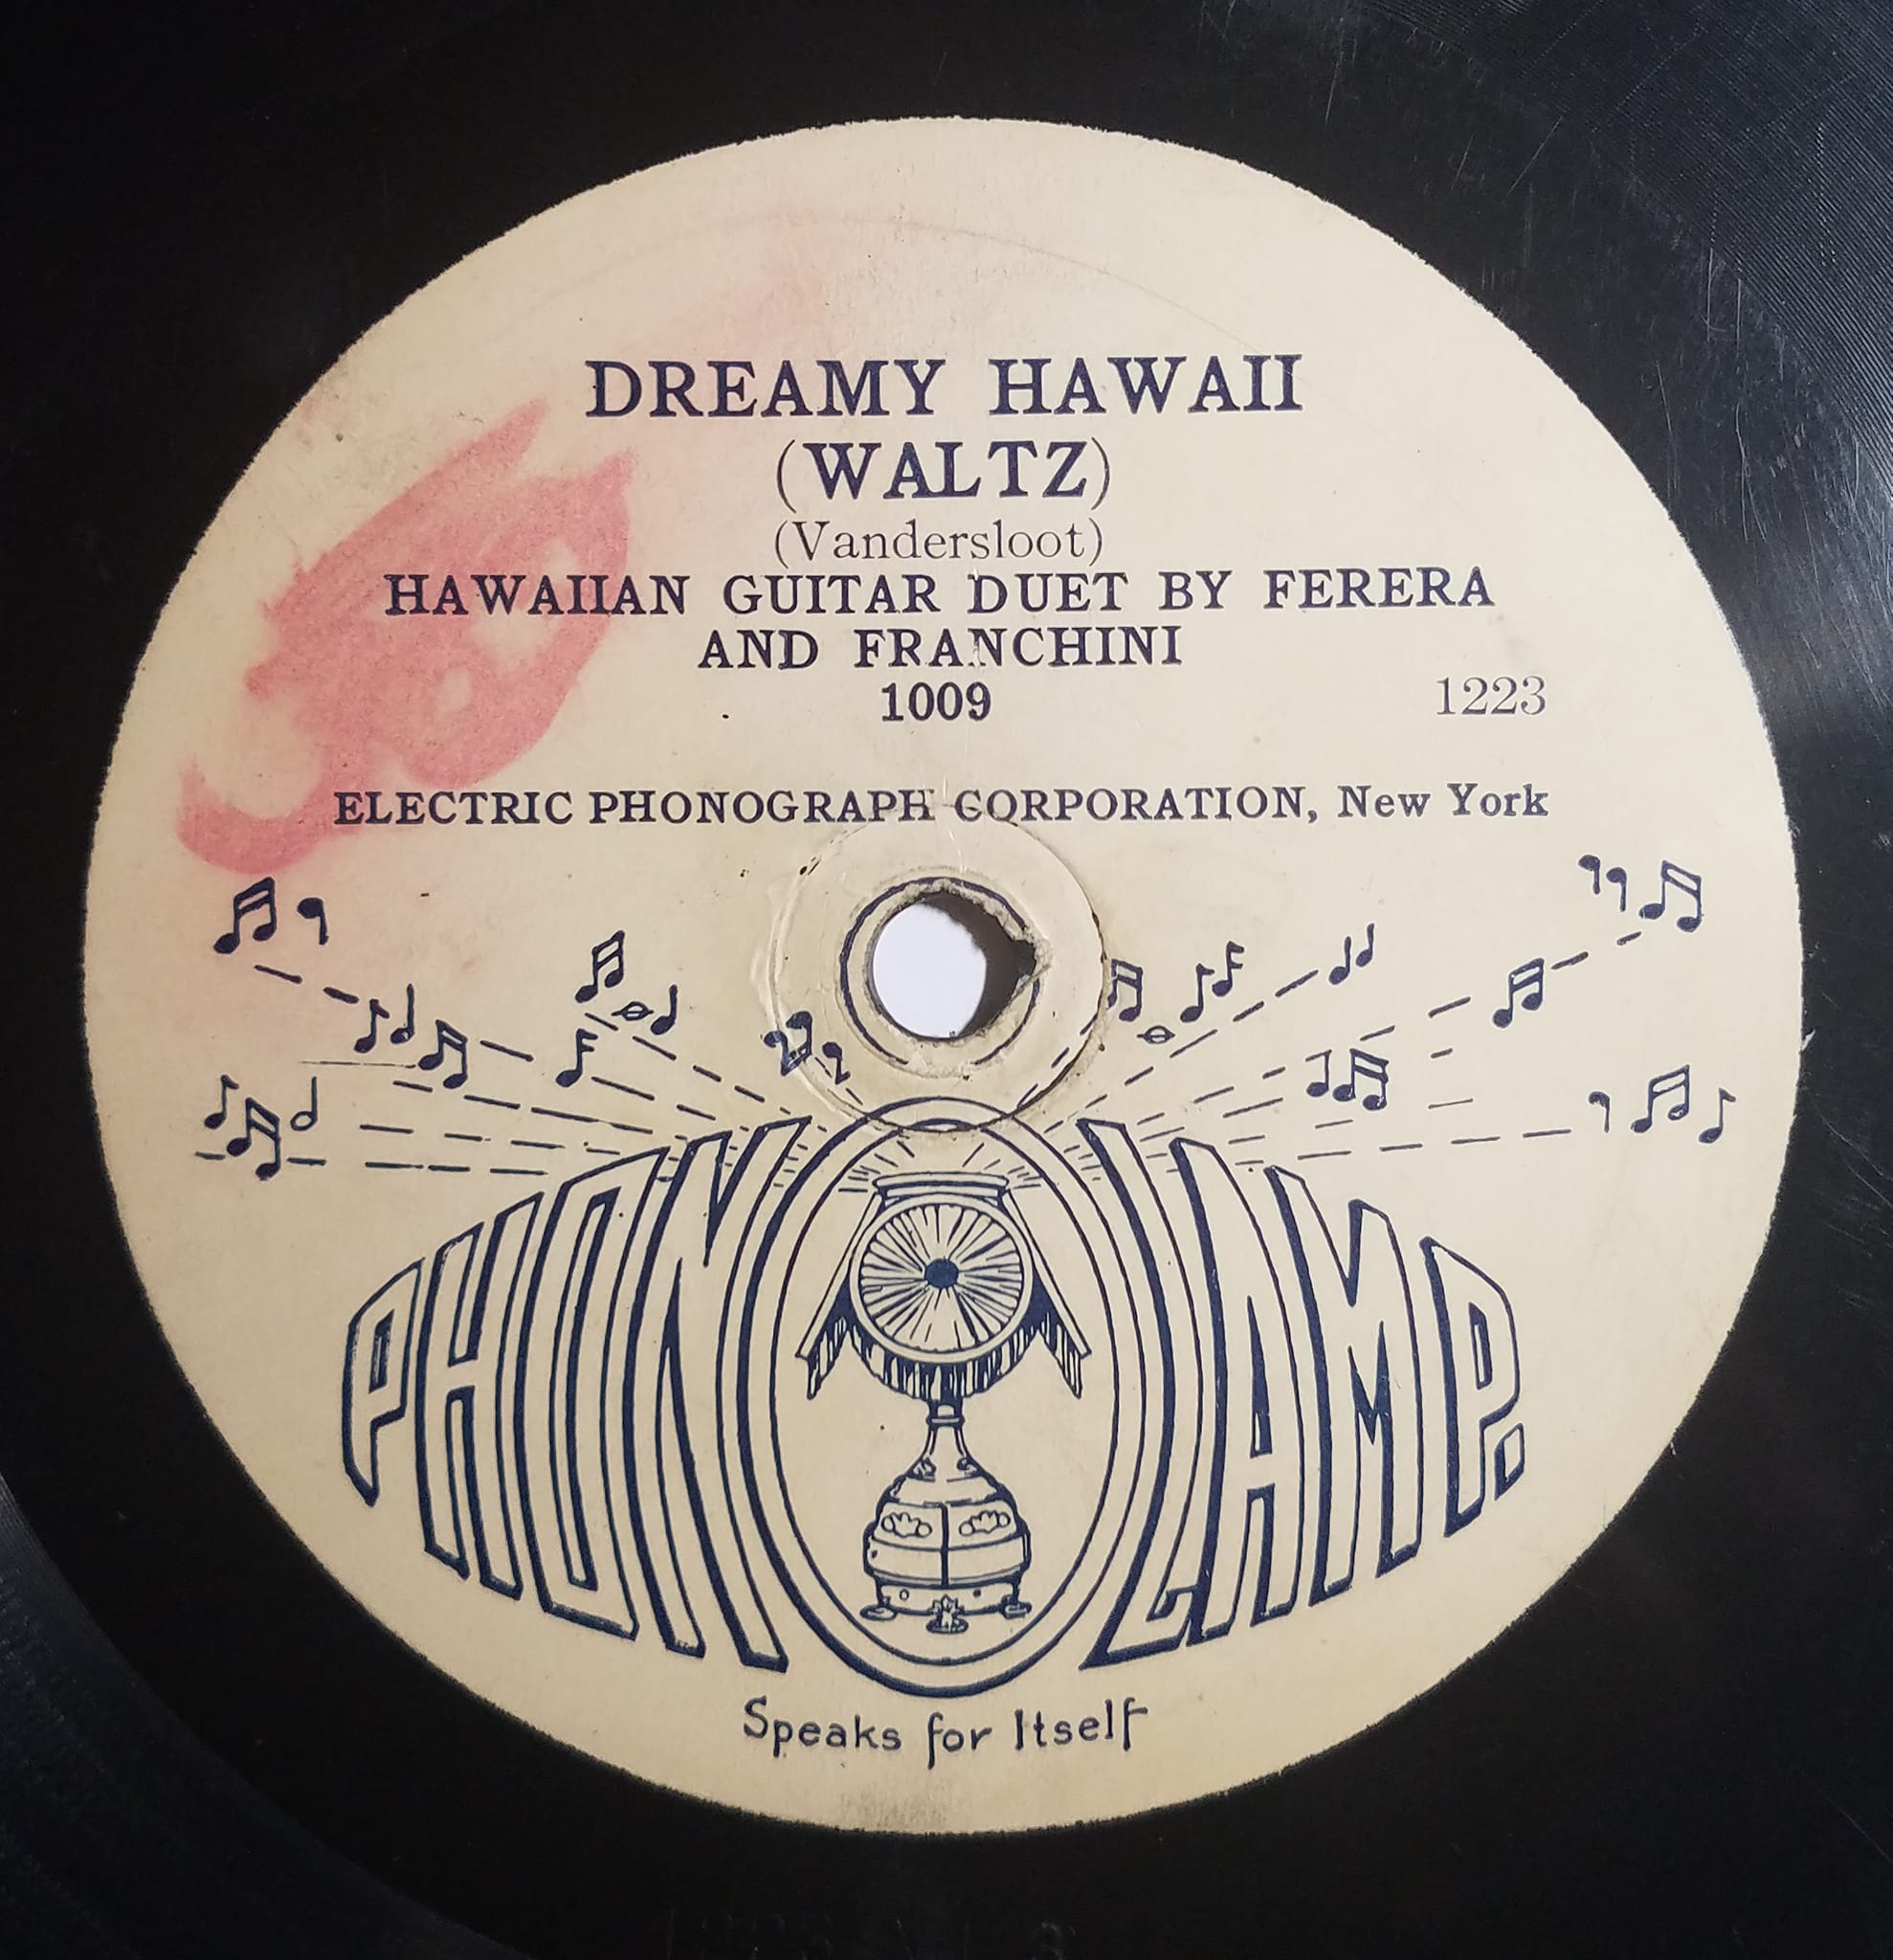 DREAMY HAWAII
(WALTZ)
(Vandersloot)
HAWAIIAN GUITAR DUET BY FERERA
AND FRANCHINI
1009 1223
ELECTRIC PHONOGRAPH CORPORATION, New York
PHONOLAMP.
Speaks for Itself